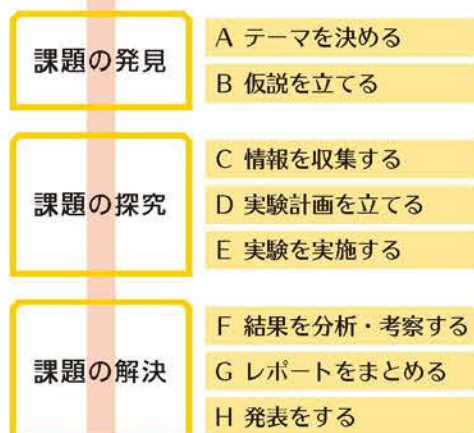 課題の発見
A テーマを決める
B 仮説を立てる
課題の探究
C 情報を収集する
D 実験計画を立てる
E 実験を実施する
課題の解決
F 結果を分析・考察する
G レポートをまとめる
H 発表をする